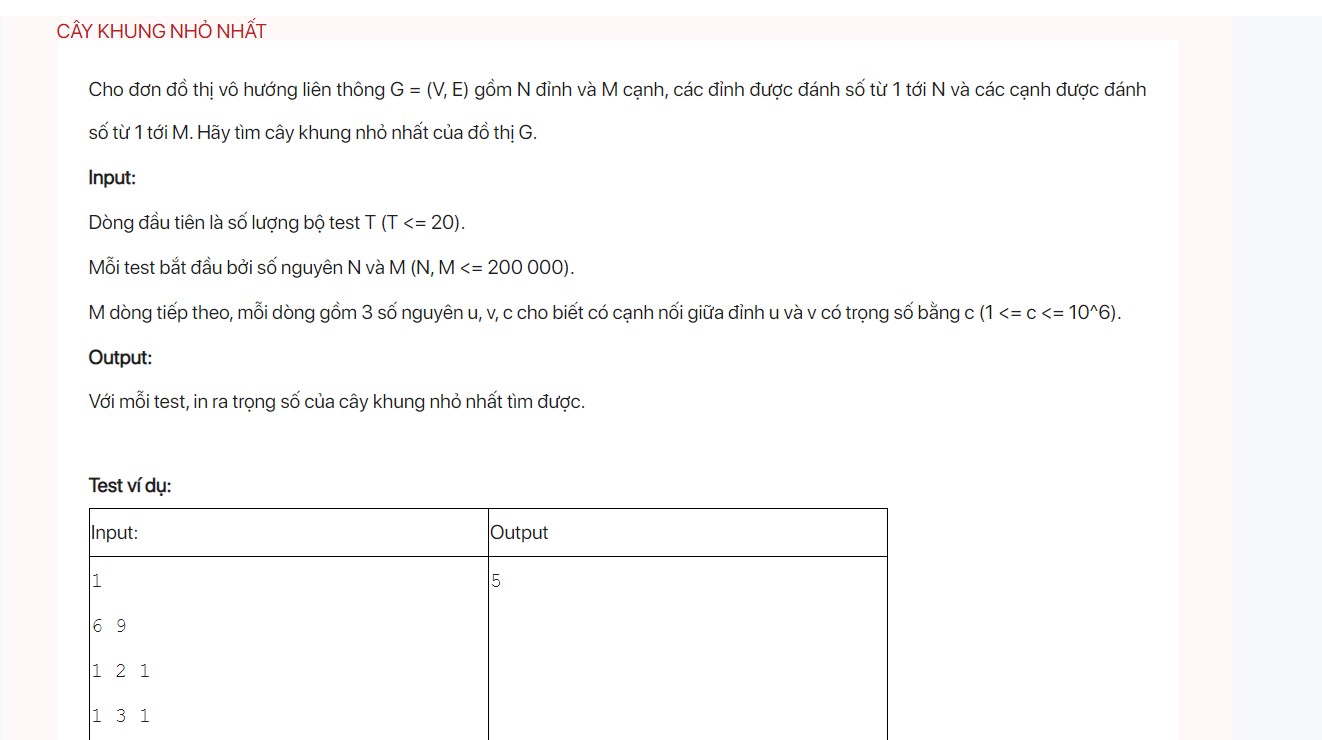 CÂY KHUNG NHỎ NHẤT
Cho đơn đồ thị vô hướng liên thông G = (V, E) gồm N đỉnh và M cạnh, các đỉnh được đánh số từ 1 tới N và các cạnh được đánh
số từ 1 tới M. Hãy tìm cây khung nhỏ nhất của đồ thị G.
Input:
Dòng đầu tiên là số lượng bộ test T (T <= 20).
Mỗi test bắt đầu bởi số nguyên N và M (N, M <= 200 000).
M dòng tiếp theo, mỗi dòng gồm 3 số nguyên u, v, c cho biết có cạnh nối giữa đỉnh u và v có trọng số bằng c (1 <= c <= 10^6).
Output:
Với mỗi test, in ra trọng số của cây khung nhỏ nhất tìm được.
Test ví dụ:
Input: Output
1 5
6 9
1 2 1
1 3 1